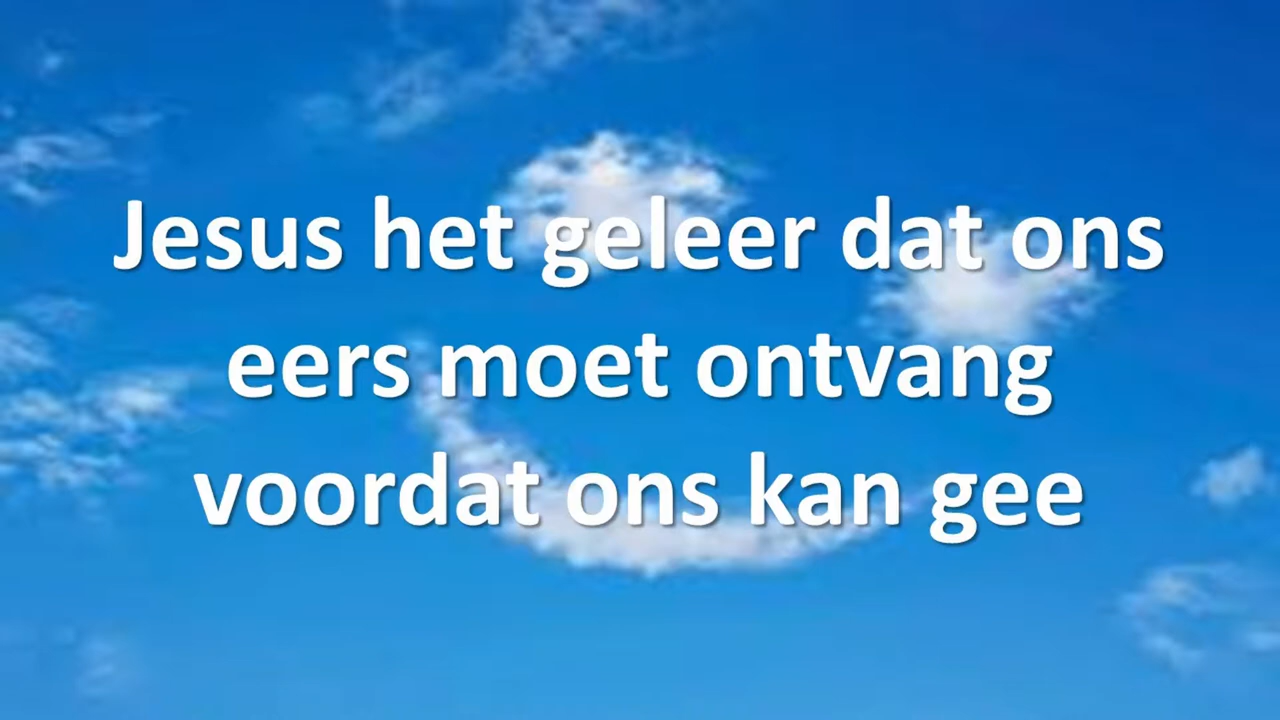 Jesus het geleer dat ons
eers moet ontvang
voordat ons kan gee